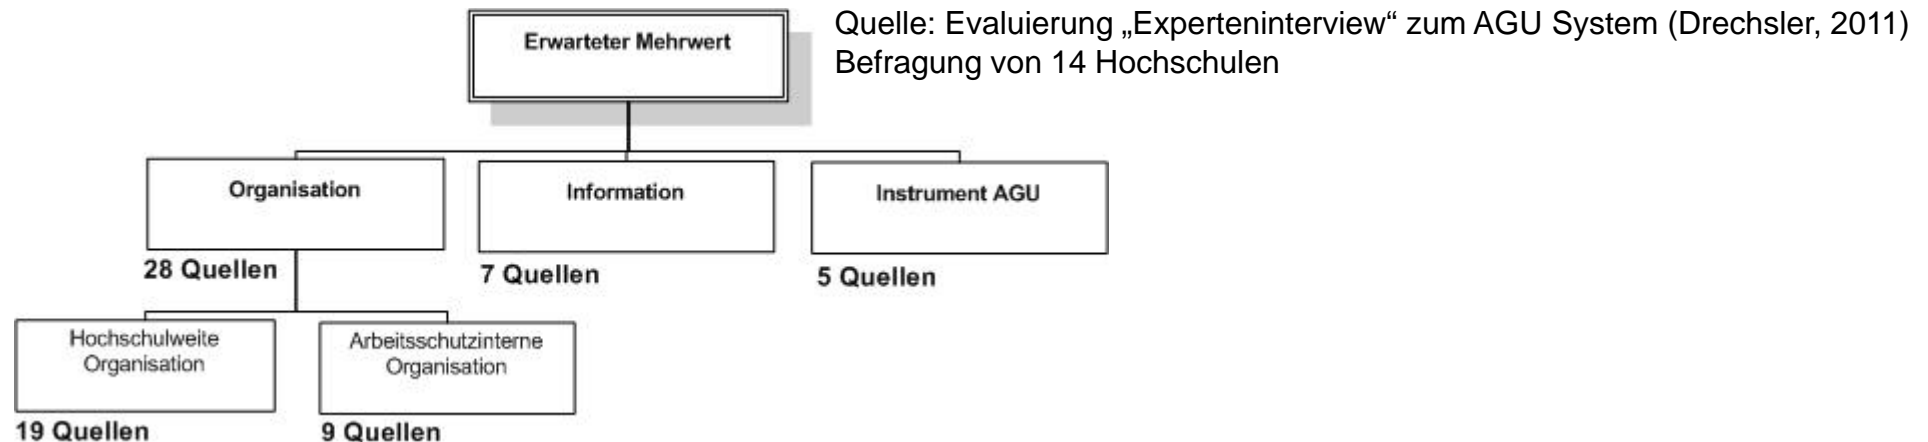 Erwarteter Mehrwert
Quelle: Evaluierung „Experteninterview“ zum AGU System (Drechsler, 2011)
Befragung von 14 Hochschulen
Organisation
Information
Instrument AGU
28 Quellen
7 Quellen
5 Quellen
Hochschulweite
Organisation
Arbeitsschutzinterne
Organisation
19 Quellen
9 Quellen